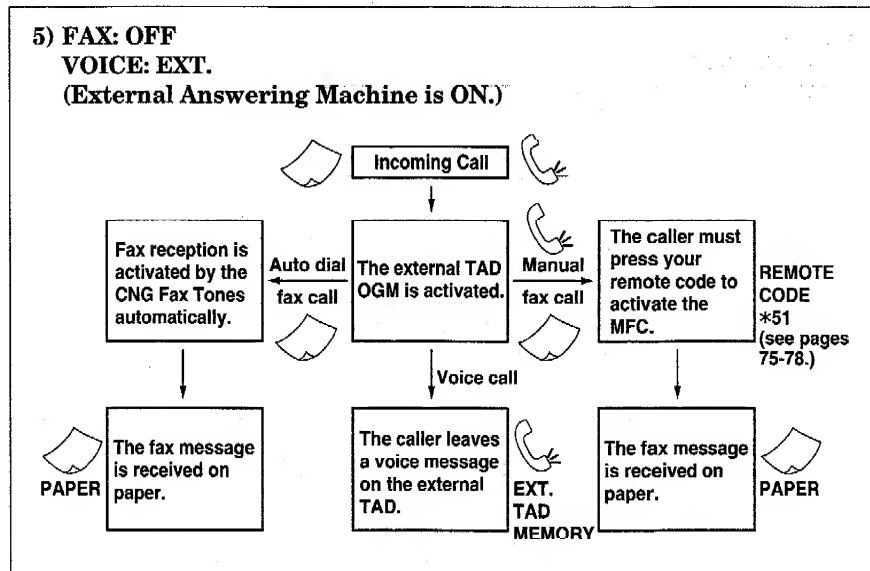 5) FAX: OFF
VOICE: EXT.
(External Answering Machine is ON.)
Incoming Call
Fax reception is
activated by the
CNG Fax Tones
automatically.
Auto dial
fax call
The external TAD
OGM is activated.
Manual
fax call
The caller must
press your
remote code to
activate the
MFC.
REMOTE
CODE
*51
(see pages
75-78.)
Voice call
PAPER
The fax message
is received on
paper.
The caller leaves
a voice message
on the external
TAD.
EXT.
TAD
MEMORY
The fax message
is received on
paper.
PAPER